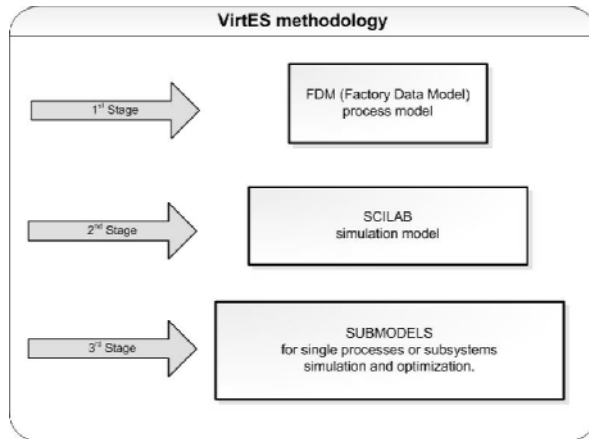 VirtES methodology
1st Stage
FDM (Factory Data Model)
process model
2nd Stage
SCILAB
simulation model
3rd Stage
SUBMODELS
for single processes or subsystems
simulation and optimization.